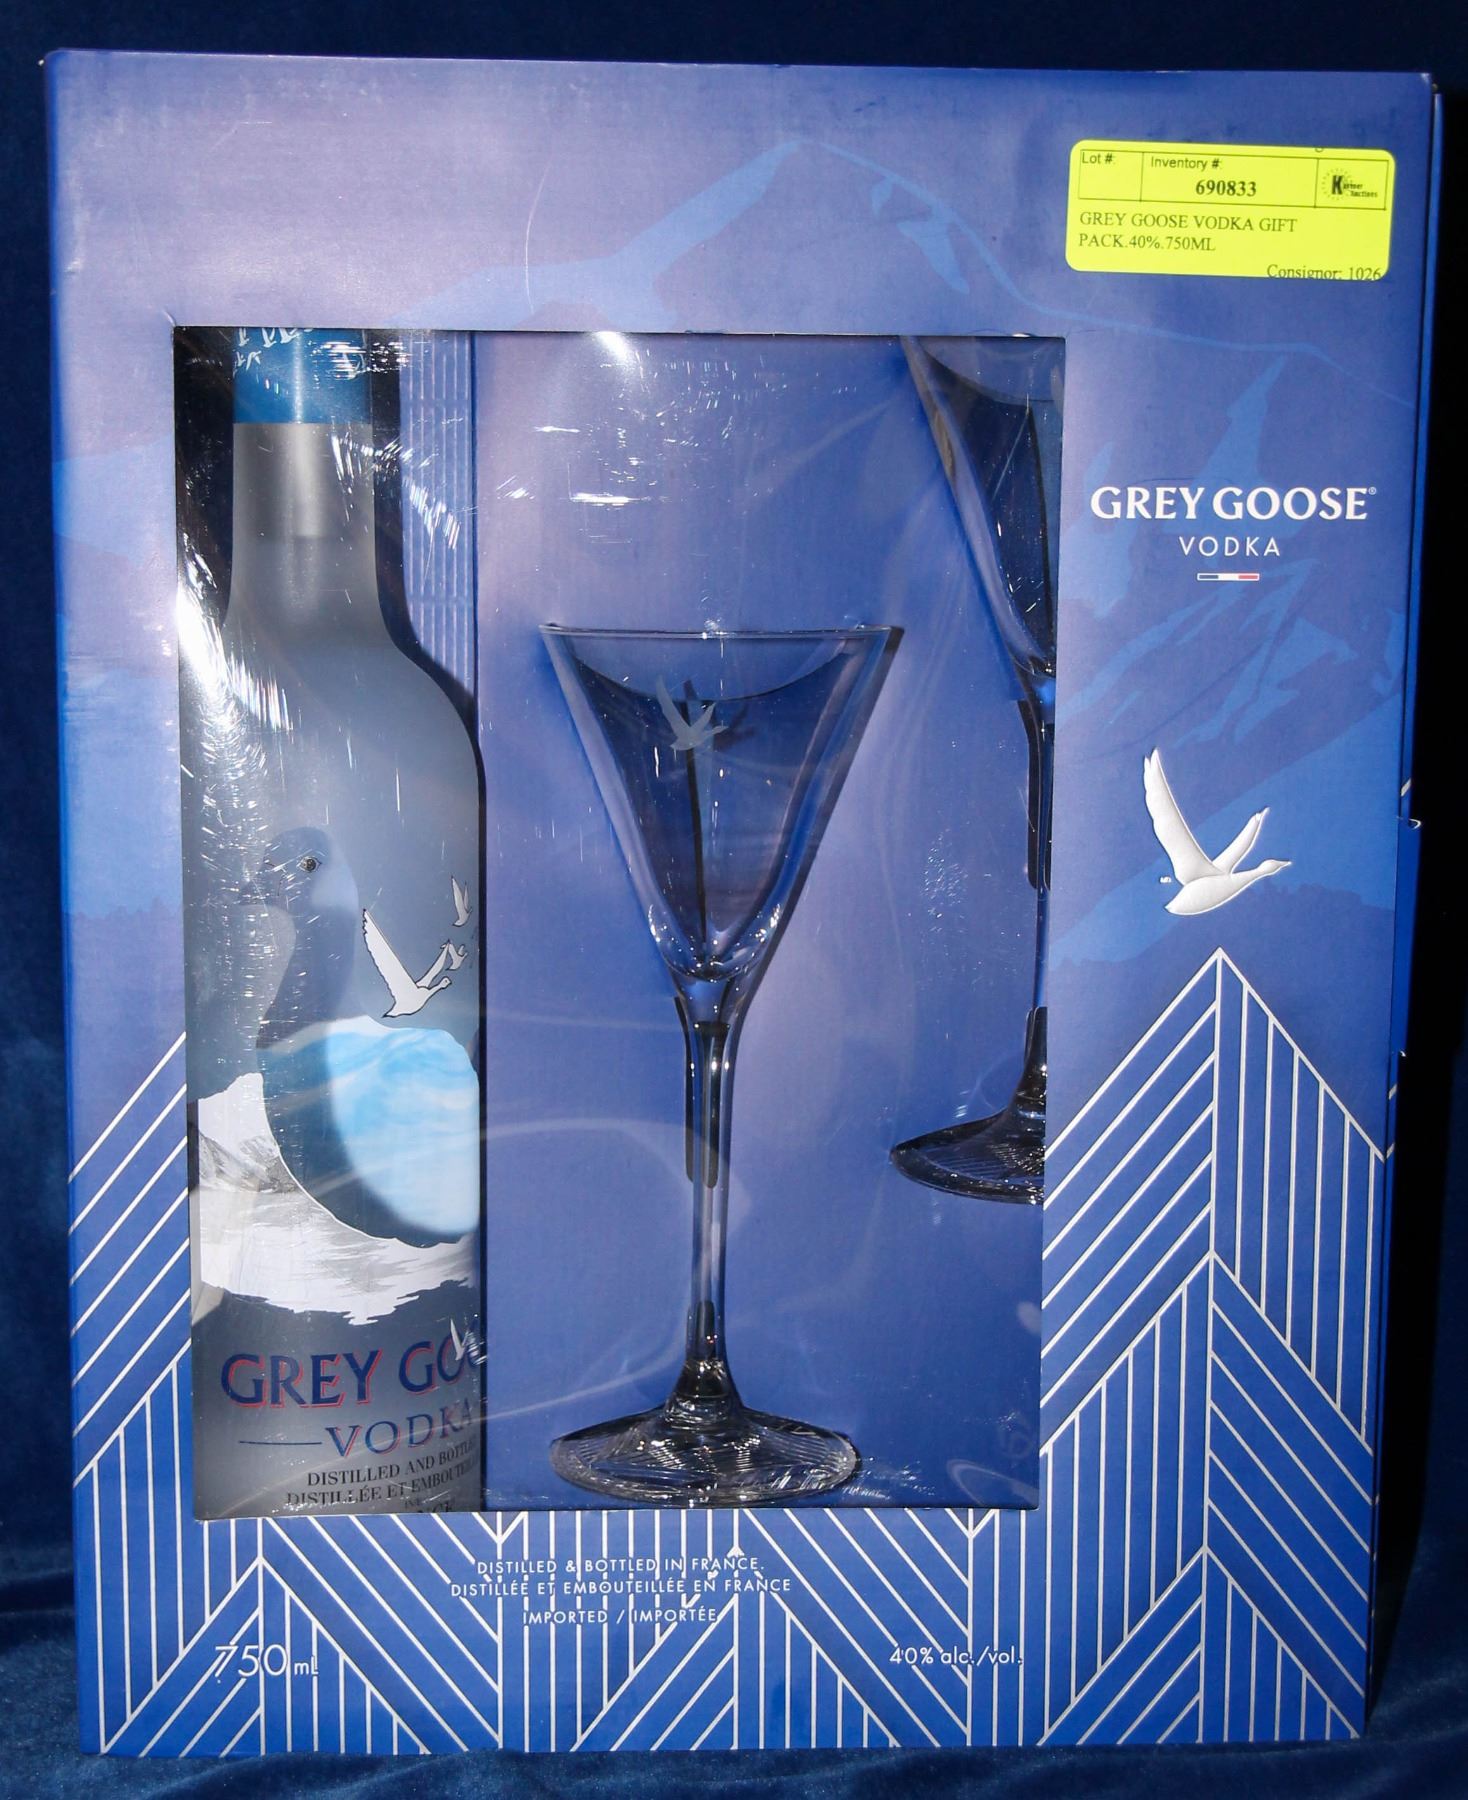 Lot #: Inventory #:
690833
GREY GOOSE VODKA GIFT
PACK.40%.750ML
Consignor: 1026
GREY GOOSE®
VODKA
GREY GOO
VODKA
DISTILLED AND BOTTLE
DISTILLÉE ET EMBOUTEIL
DISTILLED & BOTTLED IN FRANCE.
DISTILLÉE ET EMBOUTEILLÉE EN FRANCE
IMPORTED / IMPORTÉE
750 mL
40% alc./vol.